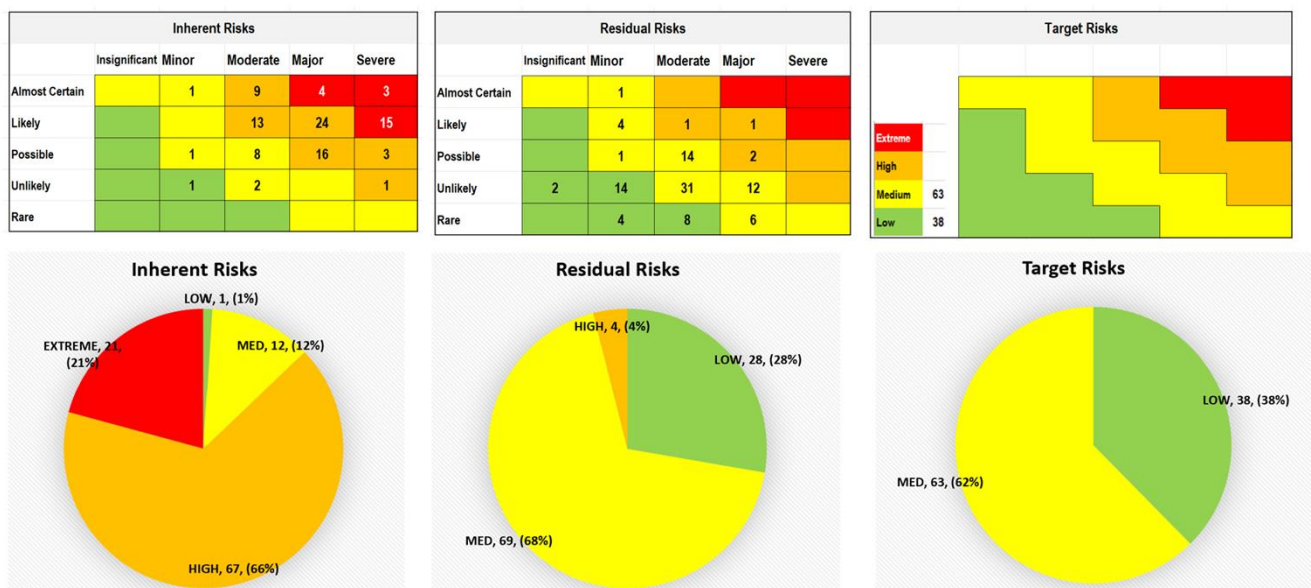 Inherent Risks
Insignificant Minor Moderate Major Severe
Almost Certain 1 9 4 3
Likely 13 24 15
Possible 1 8 16 3
Unlikely 1 2 1
Rare
Residual Risks
Insignificant Minor Moderate Major Severe
Almost Certain 1
Likely 4 1 1
Possible 1 14 2
Unlikely 2 14 31 12
Rare 4 8 6
Target Risks
Extreme
High
Medium 63
Low 38
Inherent Risks
LOW, 1, (1%)
EXTREME, 21,
(21%)
MED, 12, (12%)
HIGH, 67, (66%)
Residual Risks
HIGH, 4, (4%)
LOW, 28, (28%)
MED, 69, (68%)
Target Risks
LOW, 38, (38%)
MED, 63, (62%)